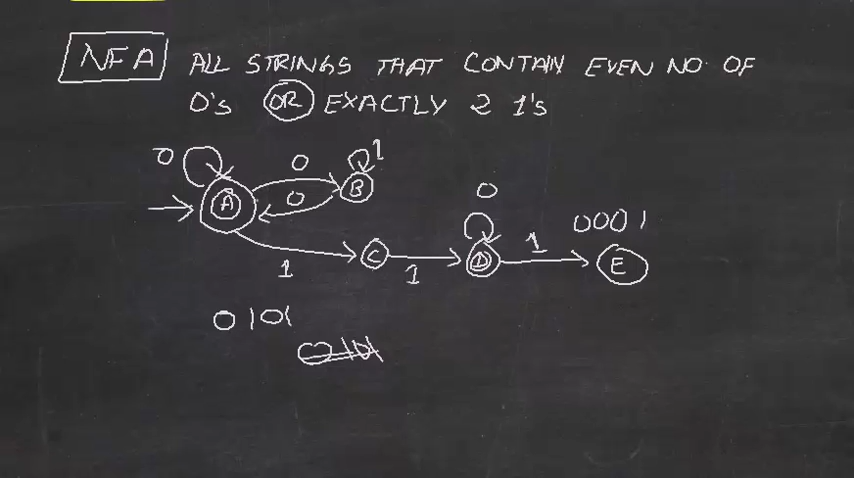 NFA ALL STRINGS THAT CONTAIN EVEN NO. OF
0's OR EXACTLY 2 1's
0 0 1
A 0 B
0
0001
1 C 1 D 1 E
0101